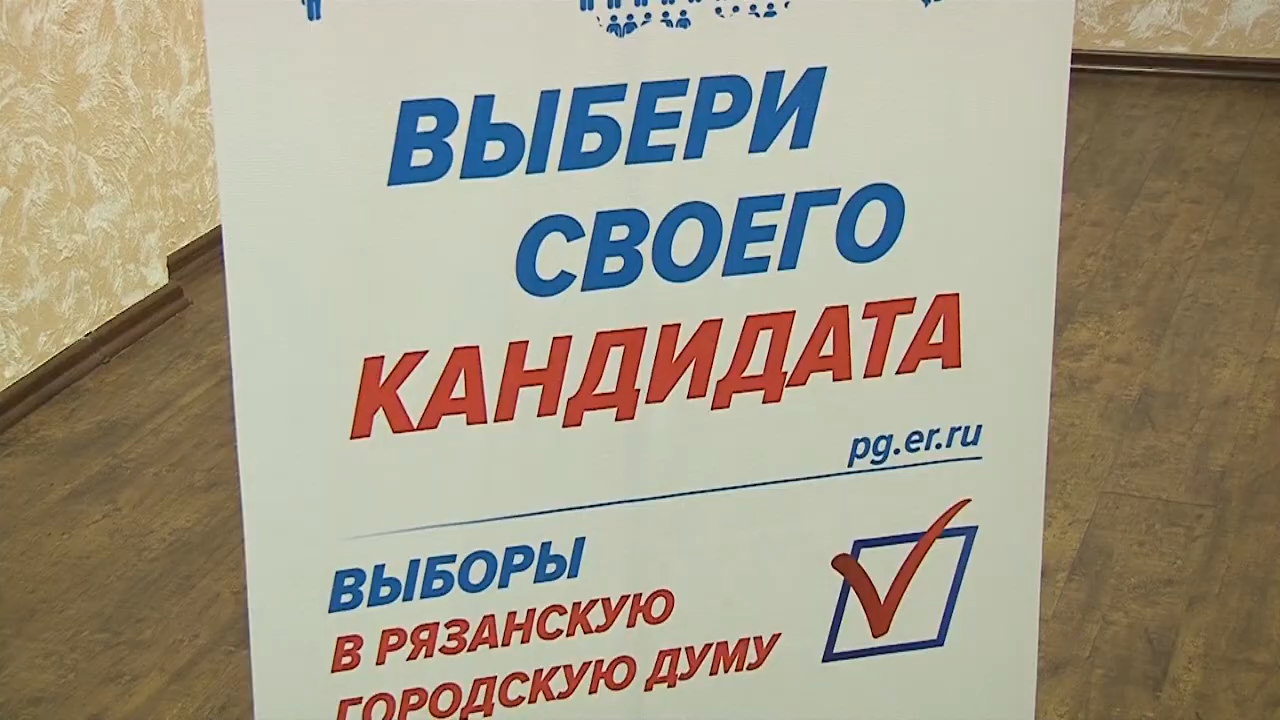 ВЫБЕРИ
СВОЕГО
КАНДИДАТА
pg.er.ru
ВЫБОРЫ
В РЯЗАНСКУЮ
ГОРОДСКУЮ ДУМУ